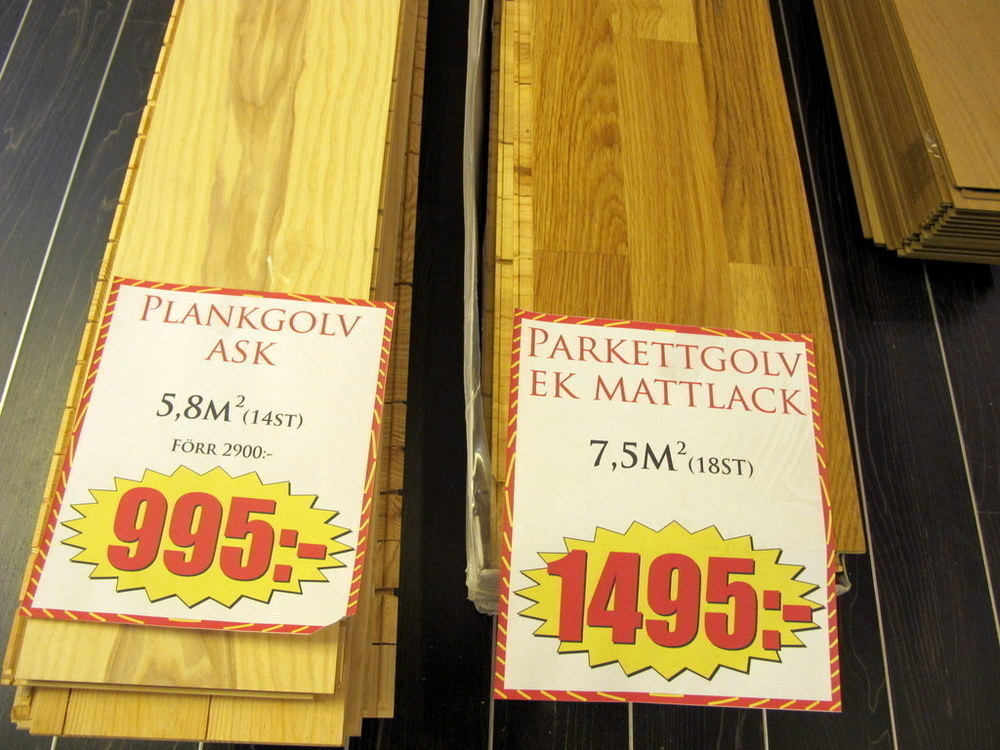 PLANKGOLV
ASK
5,8M²(14ST)
FÖRR 2900:-
995:-
PARKETTGOLV
EK MATTLACK
7,5M²(18ST)
1495:-